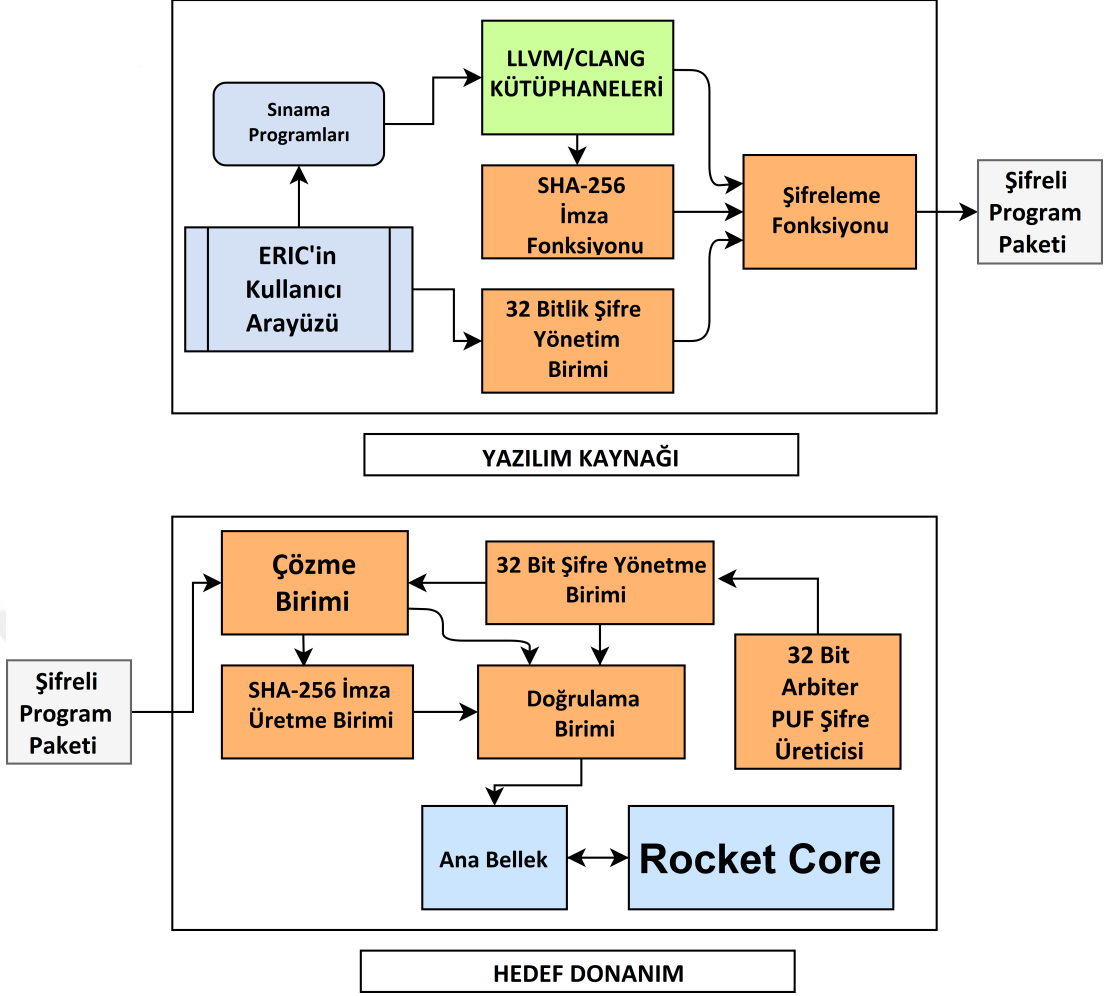 LLVM/CLANG
KÜTÜPHANELERİ
Sınama
Programları
SHA-256
İmza
Fonksiyonu
Şifreleme
Fonksiyonu
Şifreli
Program
Paketi
ERIC'in
Kullanıcı
Arayüzü
32 Bitlik Şifre
Yönetim
Birimi
YAZILIM KAYNAĞI
Çözme
Birimi
32 Bit Şifre Yönetme
Birimi
Şifreli
Program
Paketi
SHA-256 İmza
Üretme Birimi
Doğrulama
Birimi
32 Bit
Arbiter
PUF Şifre
Üreticisi
Ana Bellek
Rocket Core
HEDEF DONANIM